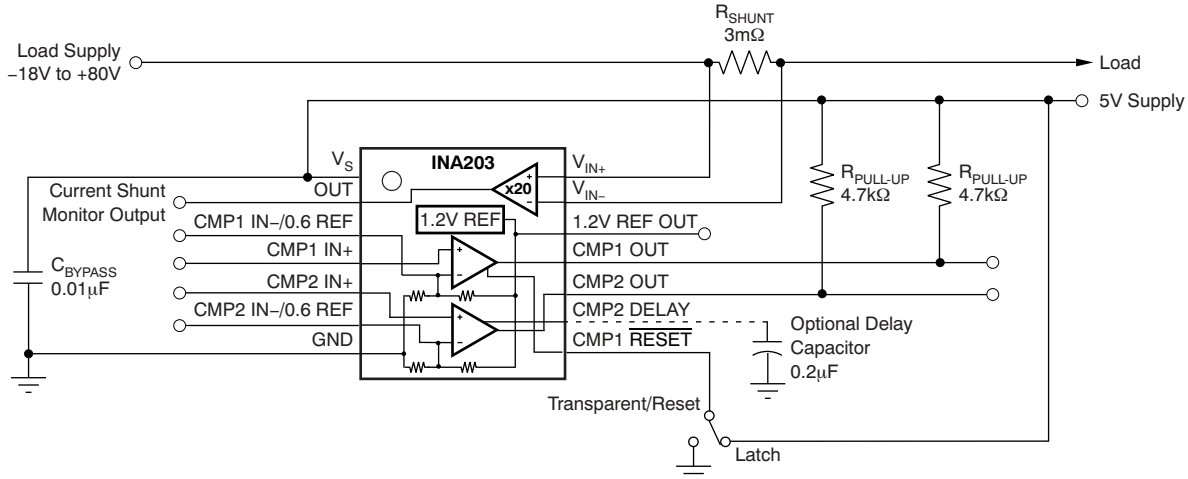 R_SHUNT
3mΩ
Load Supply
−18V to +80V
Load
5V Supply
V_S
INA203
V_IN+
OUT
x20
V_IN−
Current Shunt
Monitor Output
R_PULL-UP
4.7kΩ
R_PULL-UP
4.7kΩ
CMP1 IN−/0.6 REF
1.2V REF
1.2V REF OUT
CMP1 IN+
CMP1 OUT
C_BYPASS
0.01μF
CMP2 IN+
CMP2 OUT
CMP2 IN−/0.6 REF
CMP2 DELAY
GND
CMP1 RESET
Optional Delay
Capacitor
0.2μF
Transparent/Reset
Latch